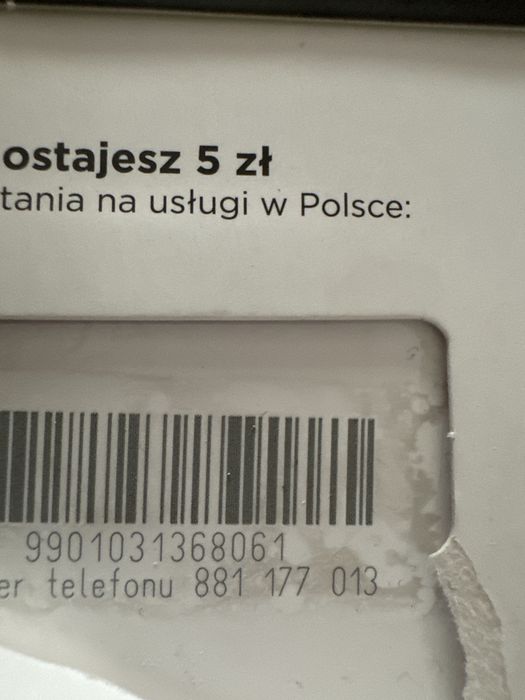 ostajesz 5 zł
tania na usługi w Polsce:
9901031368061
er telefonu 881 177 013